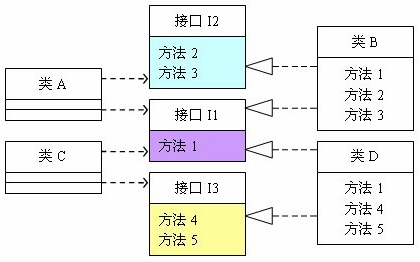 接口 I2
方法 2
方法 3
类 A
接口 I1
方法 1
类 C
接口 I3
方法 4
方法 5
类 B
方法 1
方法 2
方法 3
类 D
方法 1
方法 4
方法 5